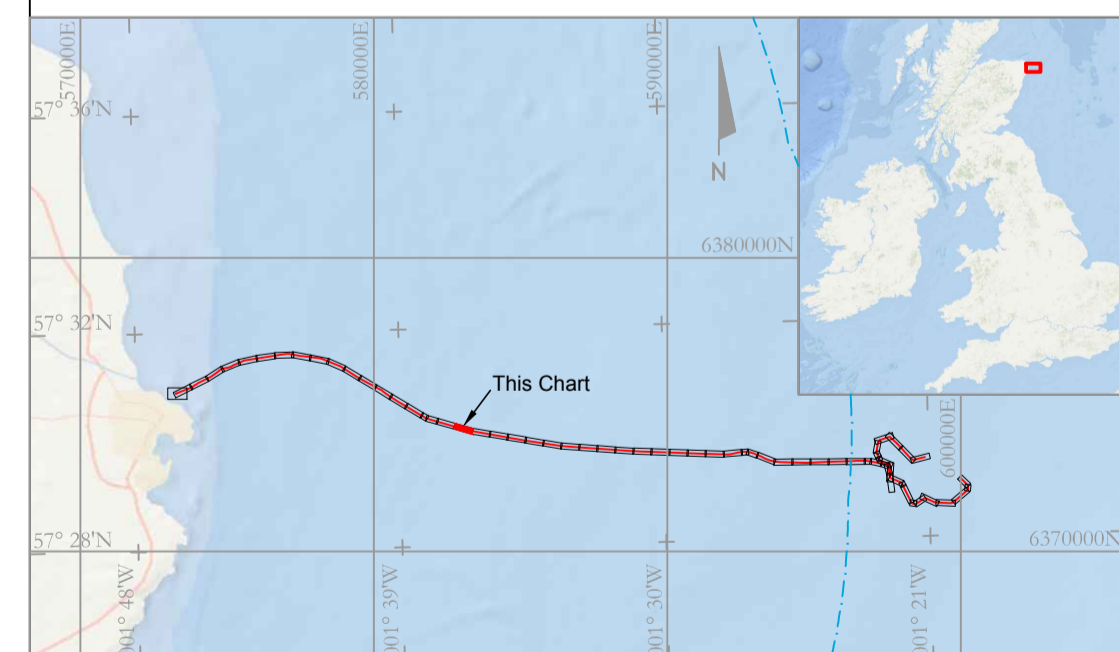 570000E
580000E
590000E
57° 36'N
N
6380000N
57° 32'N
This Chart
600000E
57° 28'N
6370000N
001° 48'W
001° 39'W
001° 30'W
001° 21'W